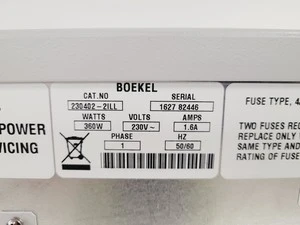 BOEKEL
CAT.NO SERIAL
230402-2ILL 1627 82446
WATTS VOLTS AMPS
360W 230V~ 1.6A
PHASE HZ
1 50/60
POWER
VICING
FUSE TYPE, 4
TWO FUSES REQ
REPLACE ONLY
SAME TYPE AND
RATING OF FUSE